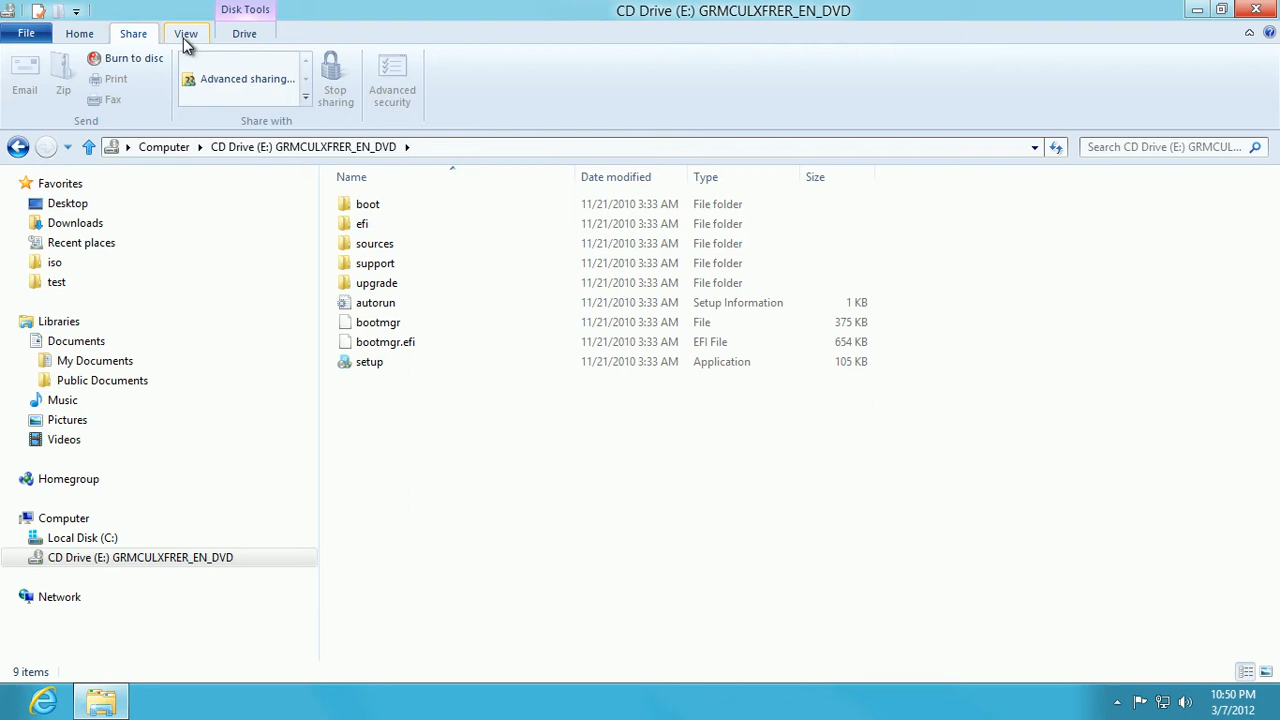 Disk Tools
CD Drive (E:) GRMCULXFRER_EN_DVD
File Home Share View Drive
Email
Zip
Burn to disc
Print
Fax
Send
Advanced sharing...
Stop sharing
Share with
Advanced security
Computer CD Drive (E:) GRMCULXFRER_EN_DVD
Search CD Drive (E:) GRMCUL...
Favorites
Desktop
Downloads
Recent places
iso
test
Libraries
Documents
My Documents
Public Documents
Music
Pictures
Videos
Homegroup
Computer
Local Disk (C:)
CD Drive (E:) GRMCULXFRER_EN_DVD
Network
Name Date modified Type Size
boot 11/21/2010 3:33 AM File folder
efi 11/21/2010 3:33 AM File folder
sources 11/21/2010 3:33 AM File folder
support 11/21/2010 3:33 AM File folder
upgrade 11/21/2010 3:33 AM File folder
autorun 11/21/2010 3:33 AM Setup Information 1 KB
bootmgr 11/21/2010 3:33 AM File 375 KB
bootmgr.efi 11/21/2010 3:33 AM EFI File 654 KB
setup 11/21/2010 3:33 AM Application 105 KB
9 items
10:50 PM
3/7/2012